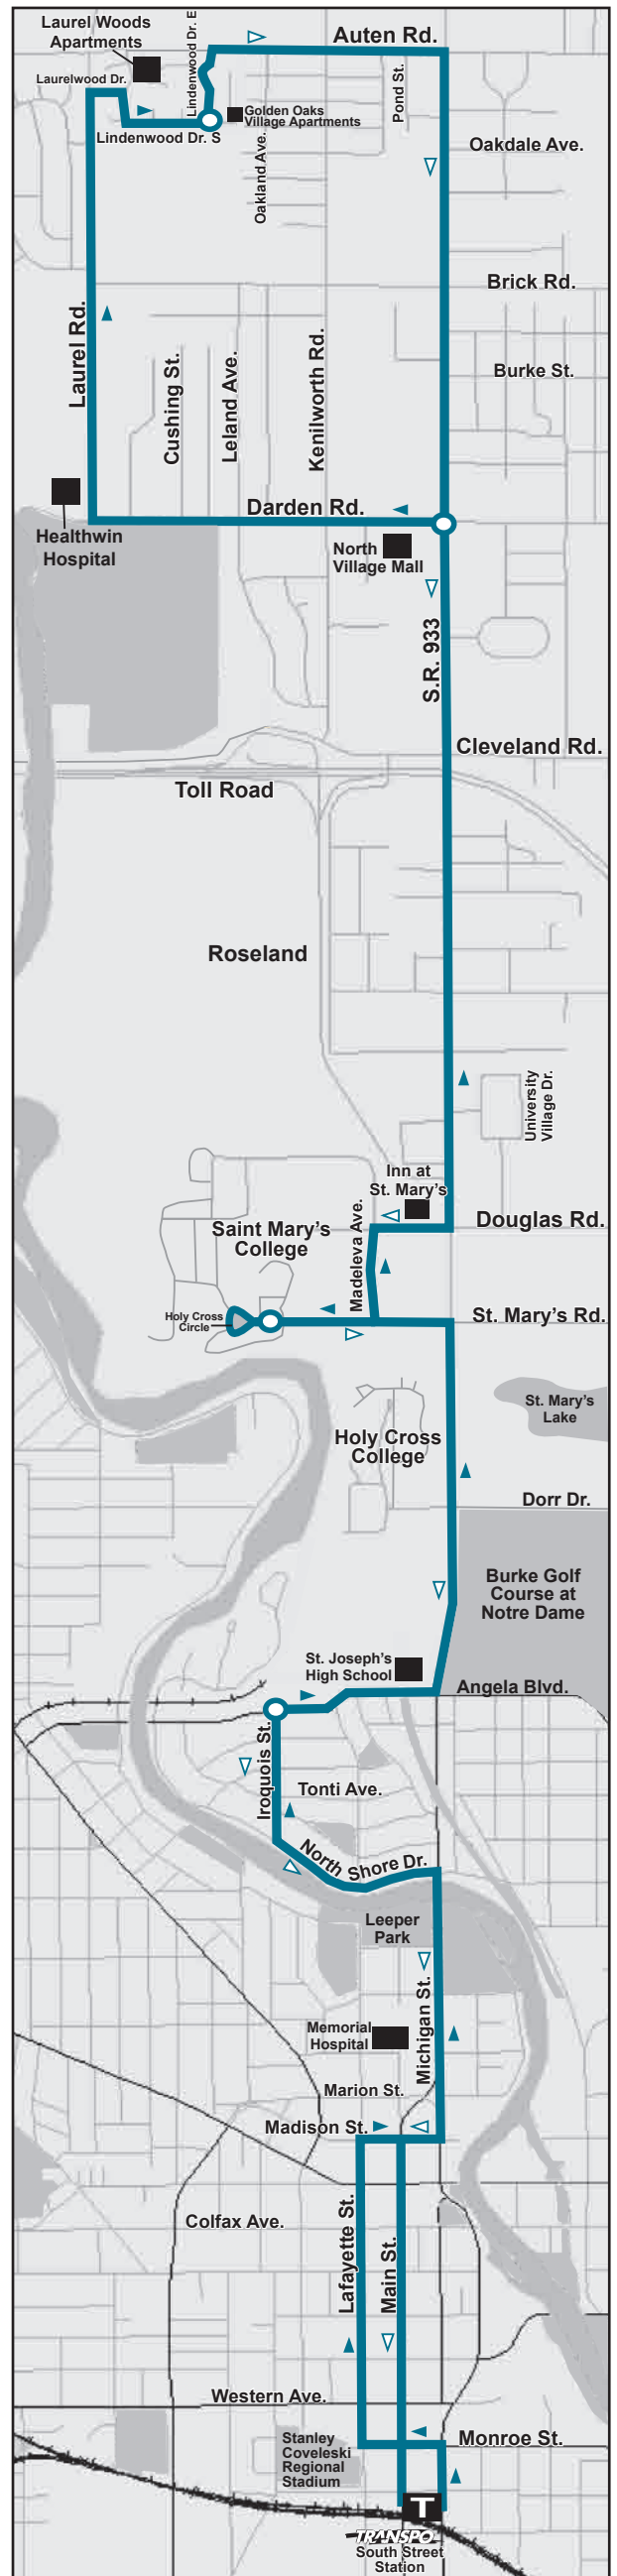 Laurel Woods
Apartments
Lindenwood Dr. E
Auten Rd.
Laurelwood Dr.
Pond St.
Golden Oaks
Village Apartments
Lindenwood Dr. S
Oakland Ave.
Oakdale Ave.
Brick Rd.
Laurel Rd.
Cushing St.
Leland Ave.
Kenilworth Rd.
Burke St.
Darden Rd.
Healthwin
Hospital
North
Village Mall
S.R. 933
Cleveland Rd.
Toll Road
Roseland
University
Village Dr.
Inn at
St. Mary's
Madeleva Ave.
Douglas Rd.
Saint Mary's
College
Holy Cross
Circle
St. Mary's Rd.
St. Mary's
Lake
Holy Cross
College
Dorr Dr.
Burke Golf
Course at
Notre Dame
St. Joseph's
High School
Angela Blvd.
Iroquois St.
Tonti Ave.
North Shore Dr.
Leeper
Park
Michigan St.
Memorial
Hospital
Marion St.
Madison St.
Lafayette St.
Main St.
Colfax Ave.
Western Ave.
Stanley
Coveleski
Regional
Stadium
Monroe St.
T
TRANSPO
South Street
Station